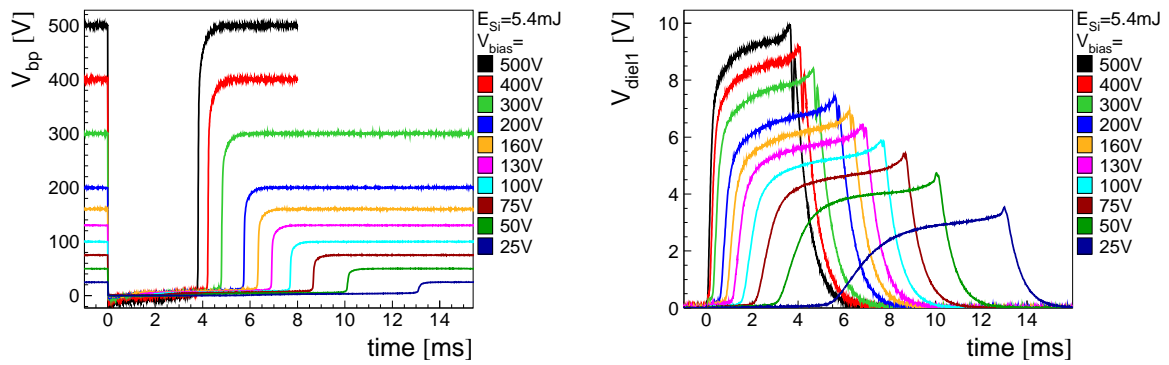 V_bp [V]
500
400
300
200
100
0
0 2 4 6 8 10 12 14
time [ms]
E_Si=5.4mJ
V_bias=
500V
400V
300V
200V
160V
130V
100V
75V
50V
25V
V_diel1 [V]
10
8
6
4
2
0
0 2 4 6 8 10 12 14
time [ms]
E_Si=5.4mJ
V_bias=
500V
400V
300V
200V
160V
130V
100V
75V
50V
25V